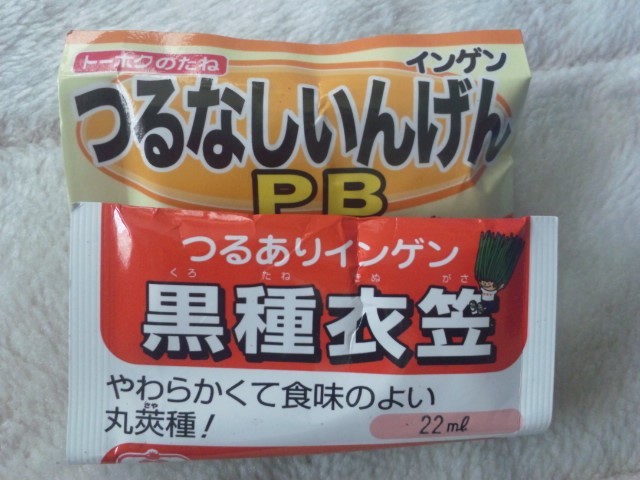 トーホクのたね
インゲン
つるなしいんげん
PB
つるありインゲン
くろ たね きぬ がさ
黒種衣笠
やわらかくて食味のよい
さや
丸莢種!
22ml